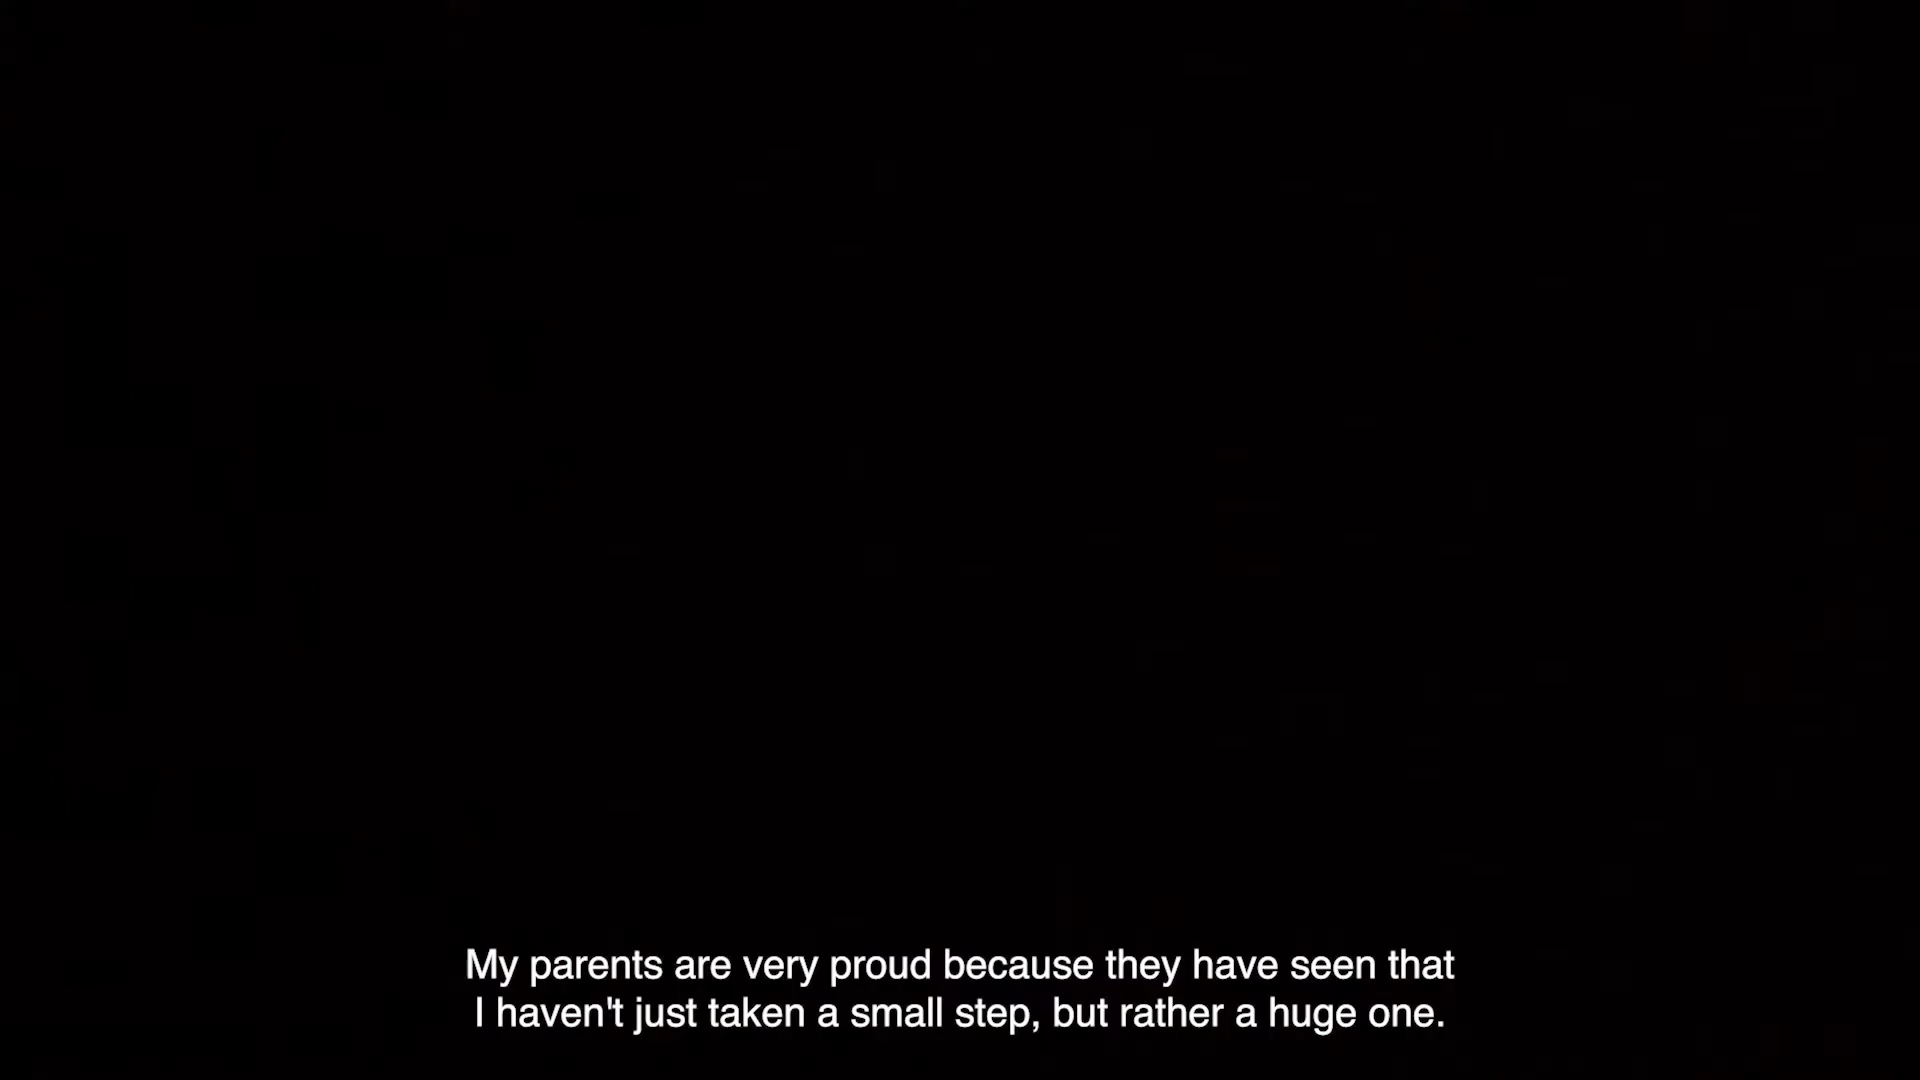 My parents are very proud because they have seen that
I haven't just taken a small step, but rather a huge one.